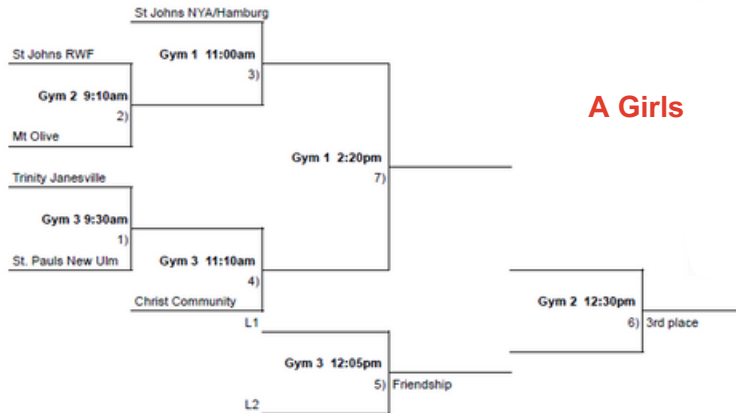 St Johns NYA/Hamburg
St Johns RWF
Gym 1 11:00am
3)
Gym 2 9:10am
2)
Mt Olive
A Girls
Gym 1 2:20pm
7)
Trinity Janesville
Gym 3 9:30am
1)
St. Pauls New Ulm
Gym 3 11:10am
4)
Christ Community
Gym 2 12:30pm
6) 3rd place
L1
Gym 3 12:05pm
5) Friendship
L2